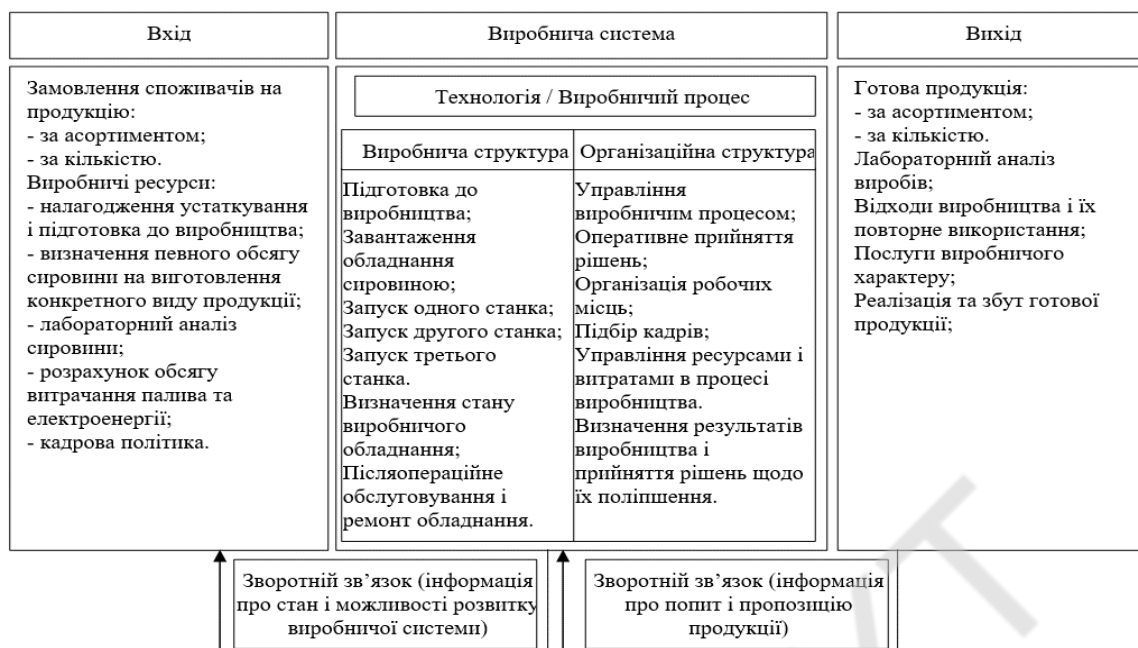 Вхід
Виробнича система
Вихід
Замовлення споживачів на
продукцію:
- за асортиментом;
- за кількістю.
Виробничі ресурси:
- налагодження устаткування
і підготовка до виробництва;
- визначення певного обсягу
сировини на виготовлення
конкретного виду продукції;
- лабораторний аналіз
сировини;
- розрахунок обсягу
витрачання палива та
електроенергії;
- кадрова політика.
Технологія / Виробничий процес
Виробнича структура
Підготовка до
виробництва;
Завантаження
обладнання
сировиною;
Запуск одного станка;
Запуск другого станка;
Запуск третього
станка.
Визначення стану
виробничого
обладнання;
Післяопераційне
обслуговування і
ремонт обладнання.
Організаційна структура
Управління
виробничим процесом;
Оперативне прийняття
рішень;
Організація робочих
місць;
Підбір кадрів;
Управління ресурсами і
витратами в процесі
виробництва.
Визначення результатів
виробництва і
прийняття рішень щодо
їх поліпшення.
Готова продукція:
- за асортиментом;
- за кількістю.
Лабораторний аналіз
виробів;
Відходи виробництва і їх
повторне використання;
Послуги виробничого
характеру;
Реалізація та збут готової
продукції;
Зворотній зв’язок (інформація
про стан і можливості розвитку
виробничої системи)
Зворотній зв’язок (інформація
про попит і пропозицію
продукції)